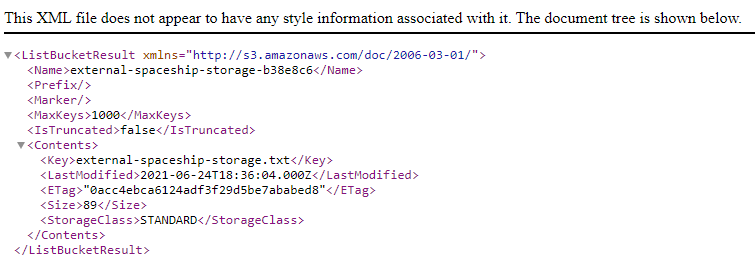 This XML file does not appear to have any style information associated with it. The document tree is shown below.
▼<ListBucketResult xmlns="http://s3.amazonaws.com/doc/2006-03-01/">
<Name>external-spaceship-storage-b38e8c6</Name>
<Prefix/>
<Marker/>
<MaxKeys>1000</MaxKeys>
<IsTruncated>false</IsTruncated>
▼<Contents>
<Key>external-spaceship-storage.txt</Key>
<LastModified>2021-06-24T18:36:04.000Z</LastModified>
<ETag>"0acc4ebca6124adf3f29d5be7ababed8"</ETag>
<Size>89</Size>
<StorageClass>STANDARD</StorageClass>
</Contents>
</ListBucketResult>